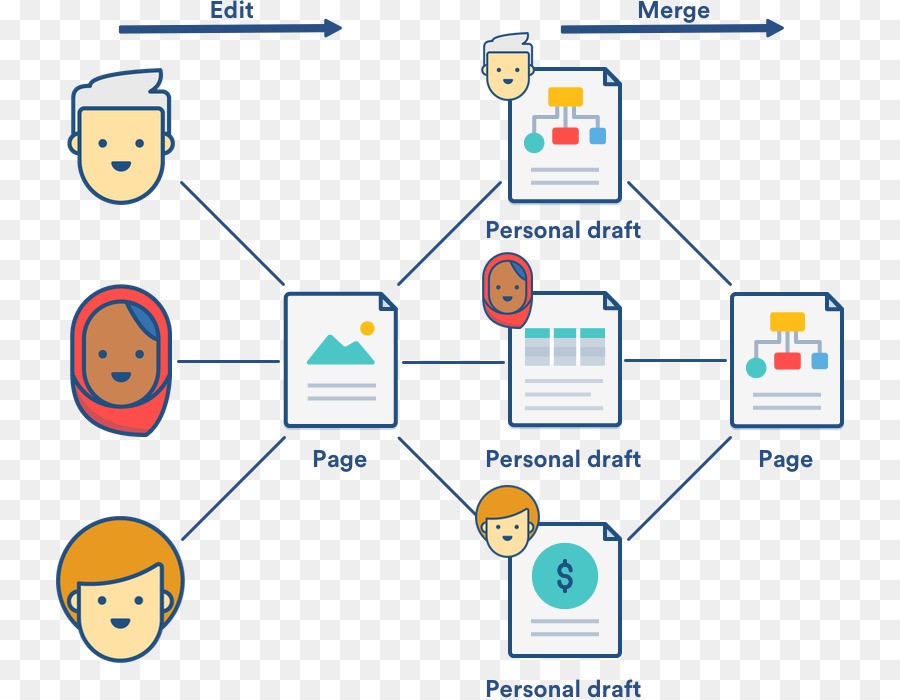 Edit
Merge
Personal draft
Personal draft
Page
Page
$
Personal draft